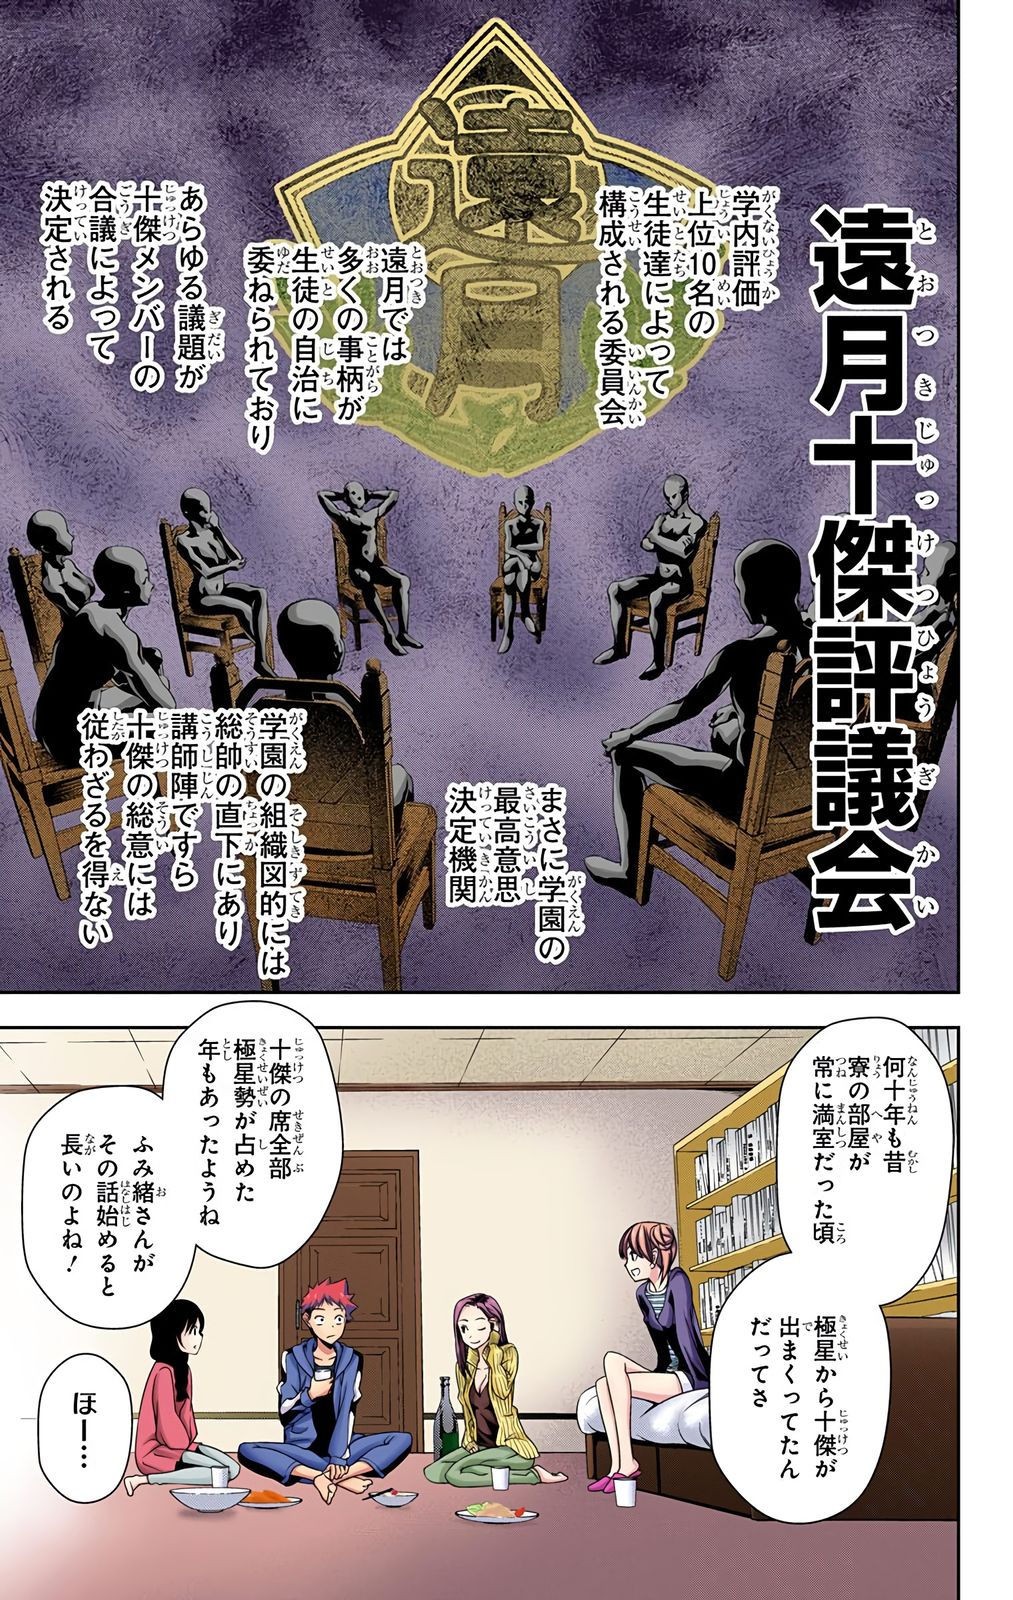 遠月十傑評議会
学内評価
上位10名の
生徒達によって
構成される委員会
遠月
遠月では
多くの事柄が
生徒の自治に
委ねられており
あらゆる議題が
十傑メンバーの
合議によって
決定される
まさに学園の
最高意思
決定機関
学園の組織図的には
総帥の直下にあり
講師陣ですら
十傑の総意には
従わざるを得ない
何十年も昔
寮の部屋が
常に満室だった頃
極星から十傑が
出まくってたん
だってさ
十傑の席全部
極星勢が占めた
年もあったようね
ふみ緒さんが
その話始めると
長いのよね！
ほー…